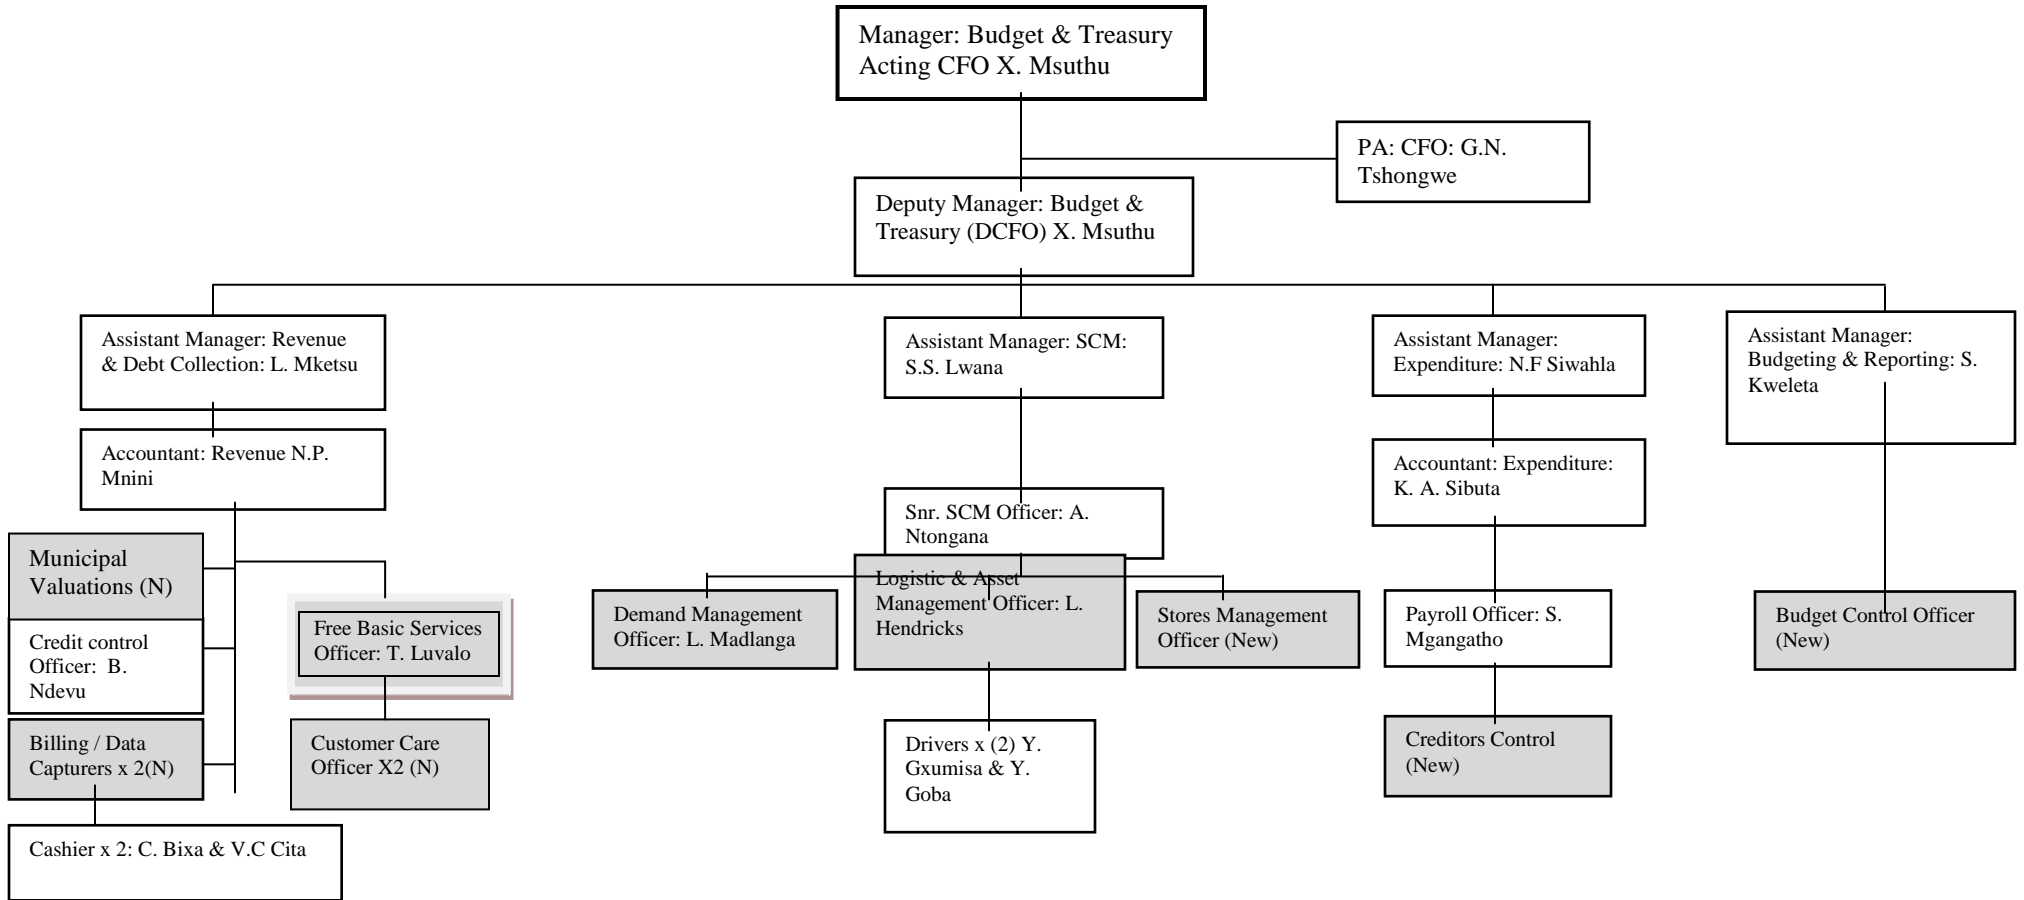 Manager: Budget & Treasury
Acting CFO X. Msuthu
PA: CFO: G.N.
Tshongwe
Deputy Manager: Budget &
Treasury (DCFO) X. Msuthu
Assistant Manager: Revenue
& Debt Collection: L. Mketsu
Assistant Manager: SCM:
S.S. Lwana
Assistant Manager:
Expenditure: N.F Siwahla
Assistant Manager:
Budgeting & Reporting: S.
Kweleta
Accountant: Revenue N.P.
Mnini
Accountant: Expenditure:
K. A. Sibuta
Snr. SCM Officer: A.
Ntongana
Municipal
Valuations (N)
Credit control
Officer:  B.
Ndevu
Billing / Data
Capturers x 2(N)
Free Basic Services
Officer: T. Luvalo
Customer Care
Officer X2 (N)
Cashier x 2: C. Bixa & V.C Cita
Demand Management
Officer: L. Madlanga
Logistic & Asset
Management Officer: L.
Hendricks
Stores Management
Officer (New)
Drivers x (2) Y.
Gxumisa & Y.
Goba
Payroll Officer: S.
Mgangatho
Creditors Control
(New)
Budget Control Officer
(New)